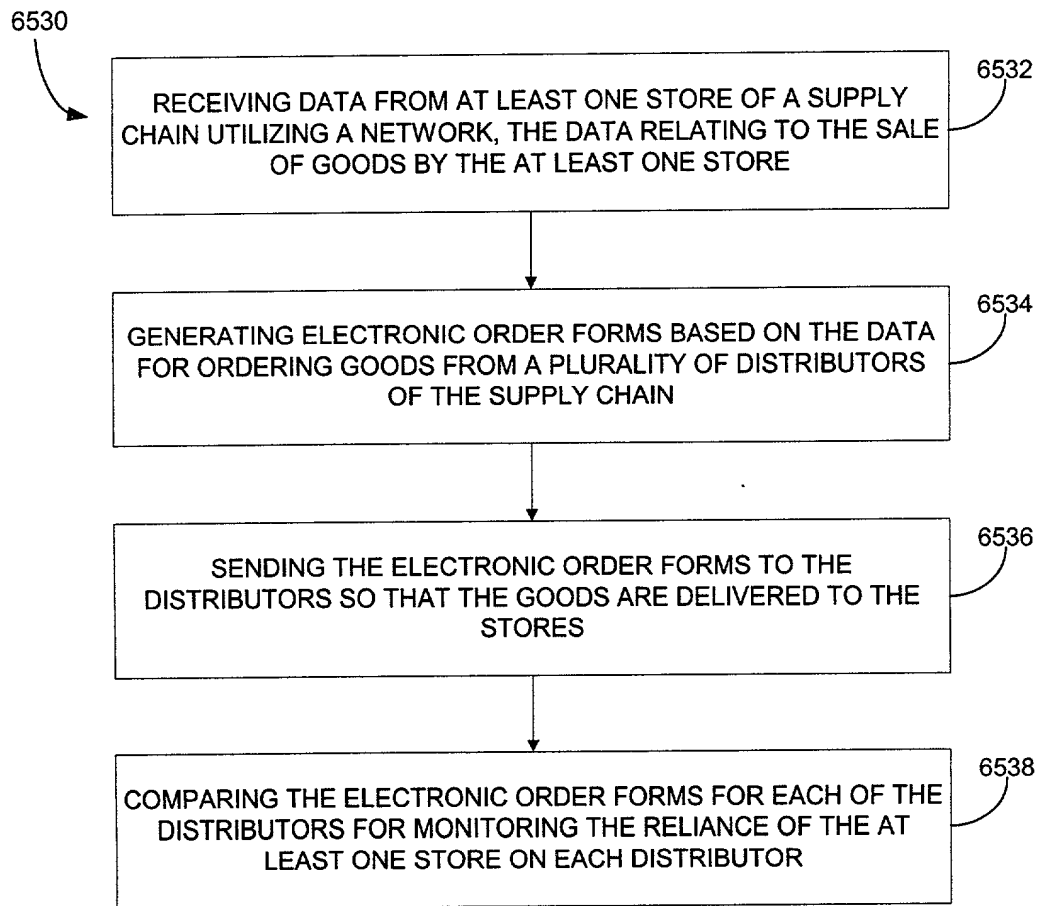 6530
6532
RECEIVING DATA FROM AT LEAST ONE STORE OF A SUPPLY
CHAIN UTILIZING A NETWORK, THE DATA RELATING TO THE SALE
OF GOODS BY THE AT LEAST ONE STORE
6534
GENERATING ELECTRONIC ORDER FORMS BASED ON THE DATA
FOR ORDERING GOODS FROM A PLURALITY OF DISTRIBUTORS
OF THE SUPPLY CHAIN
6536
SENDING THE ELECTRONIC ORDER FORMS TO THE
DISTRIBUTORS SO THAT THE GOODS ARE DELIVERED TO THE
STORES
6538
COMPARING THE ELECTRONIC ORDER FORMS FOR EACH OF THE
DISTRIBUTORS FOR MONITORING THE RELIANCE OF THE AT
LEAST ONE STORE ON EACH DISTRIBUTOR